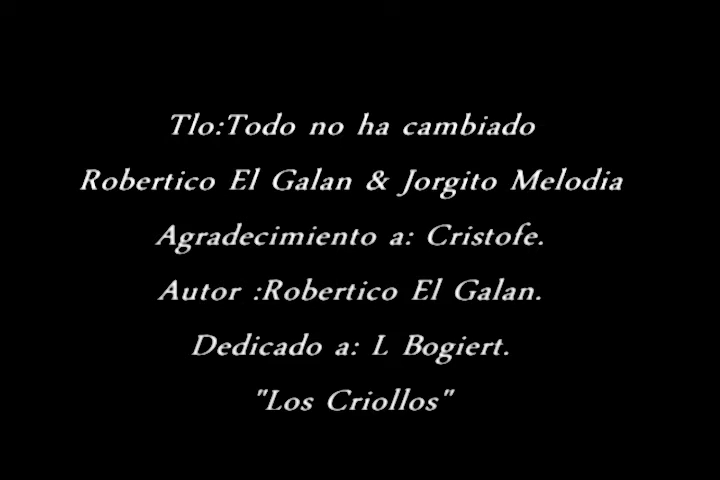 Tlo:Todo no ha cambiado
Robertico El Galan & Jorgito Melodia
Agradecimiento a: Cristofe.
Autor :Robertico El Galan.
Dedicado a: L Bogiert.
"Los Criollos"